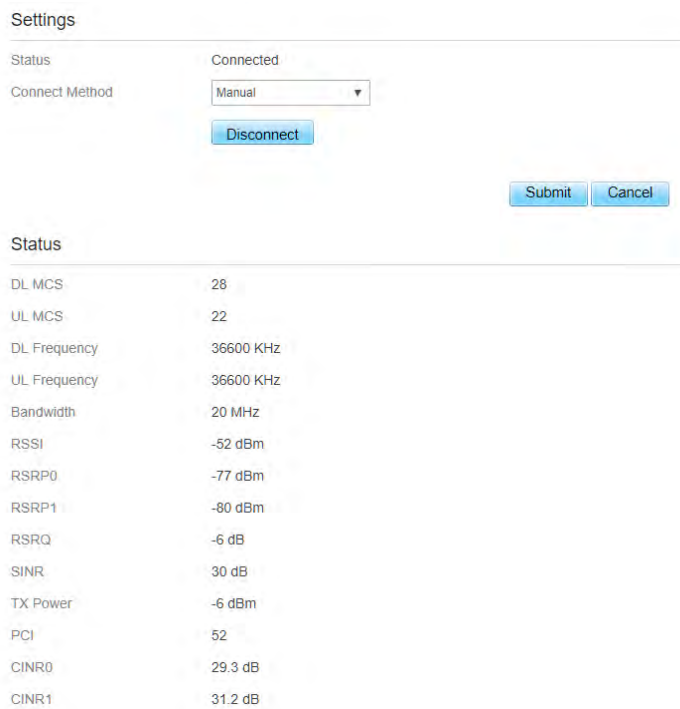 Settings
Status Connected
Connect Method Manual
Disconnect
Submit Cancel
Status
DL MCS 28
UL MCS 22
DL Frequency 36600 KHz
UL Frequency 36600 KHz
Bandwidth 20 MHz
RSSI -52 dBm
RSRP0 -77 dBm
RSRP1 -80 dBm
RSRQ -6 dB
SINR 30 dB
TX Power -6 dBm
PCI 52
CINR0 29.3 dB
CINR1 31.2 dB